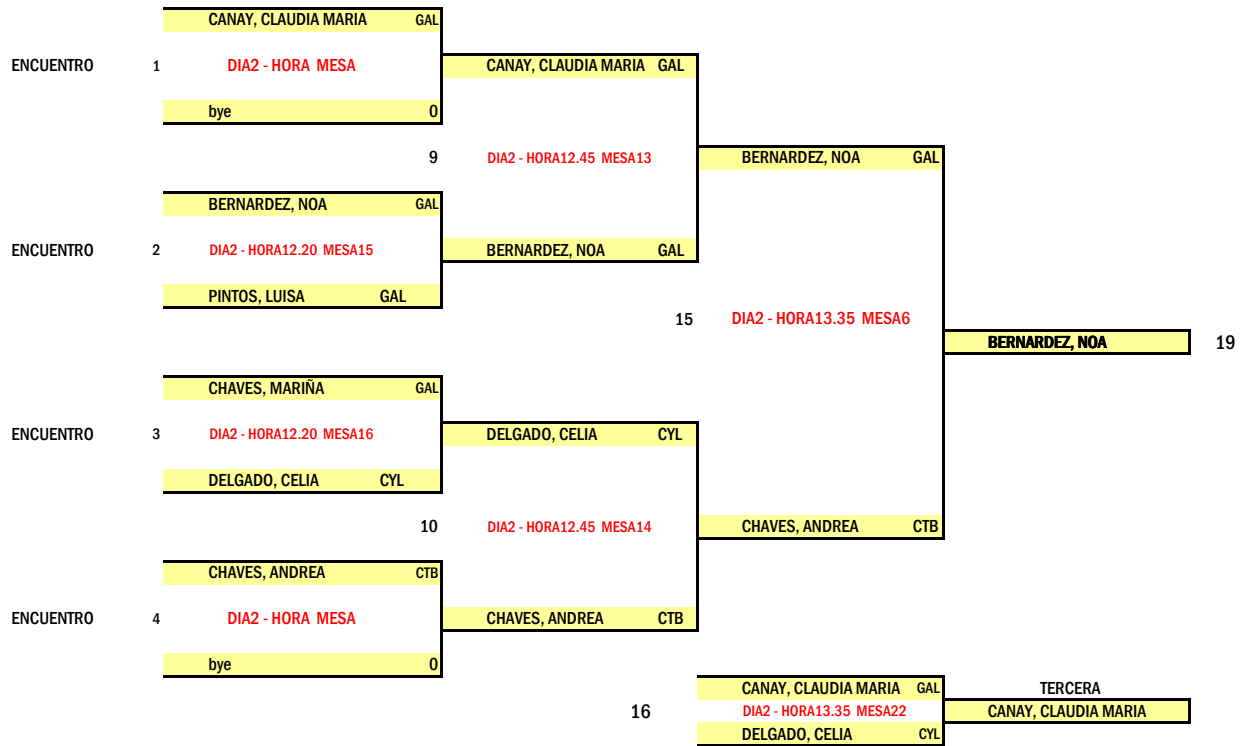 CANAY, CLAUDIA MARIA GAL
ENCUENTRO 1 DIA2 - HORA MESA CANAY, CLAUDIA MARIA GAL
bye 0
9 DIA2 - HORA12.45 MESA13 BERNARDEZ, NOA GAL
BERNARDEZ, NOA GAL
ENCUENTRO 2 DIA2 - HORA12.20 MESA15 BERNARDEZ, NOA GAL
PINTOS, LUISA GAL
15 DIA2 - HORA13.35 MESA6
BERNARDEZ, NOA 19
CHAVES, MARIÑA GAL
ENCUENTRO 3 DIA2 - HORA12.20 MESA16 DELGADO, CELIA CYL
DELGADO, CELIA CYL
10 DIA2 - HORA12.45 MESA14 CHAVES, ANDREA CTB
CHAVES, ANDREA CTB
ENCUENTRO 4 DIA2 - HORA MESA CHAVES, ANDREA CTB
bye 0
CANAY, CLAUDIA MARIA GAL TERCERA
16 DIA2 - HORA13.35 MESA22 CANAY, CLAUDIA MARIA
DELGADO, CELIA CYL